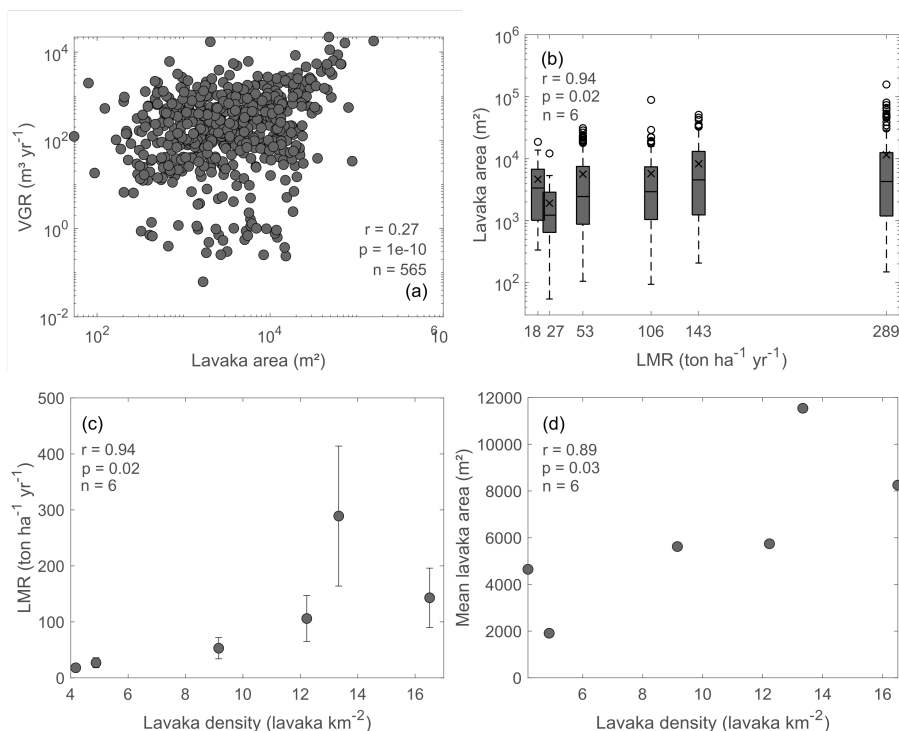 10⁴
10²
10⁰
10⁻²
VGR (m³ yr⁻¹)
r = 0.27
p = 1e-10
n = 565
(a)
10²
10⁴
10⁶
Lavaka area (m²)
(b)
r = 0.94
p = 0.02
n = 6
10⁶
10⁵
10⁴
10³
10²
Lavaka area (m²)
18 27 53 106 143 289
LMR (ton ha⁻¹ yr⁻¹)
(c)
r = 0.94
p = 0.02
n = 6
500
400
300
200
100
0
LMR (ton ha⁻¹ yr⁻¹)
4 6 8 10 12 14 16
Lavaka density (lavaka km⁻²)
(d)
r = 0.89
p = 0.03
n = 6
12000
10000
8000
6000
4000
2000
0
Mean lavaka area (m²)
6 8 10 12 14 16
Lavaka density (lavaka km⁻²)